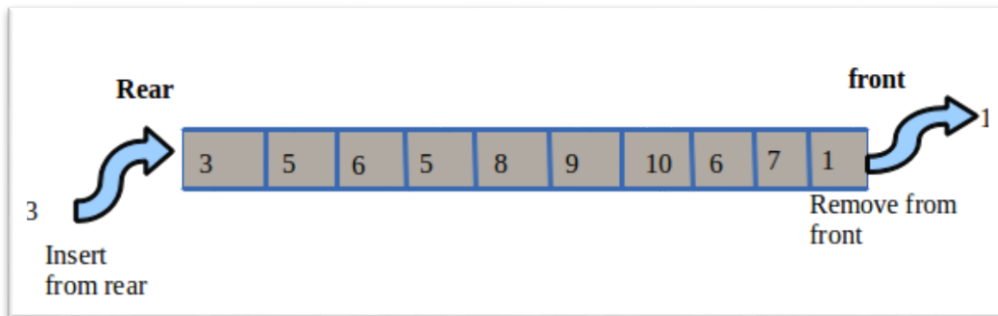 Rear
front
3 5 6 5 8 9 10 6 7 1
1
3
Insert
from rear
Remove from
front